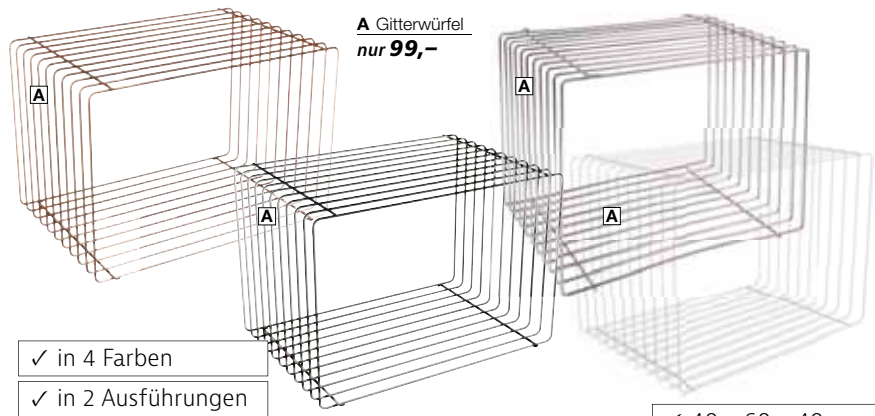 A Gitterwürfel
nur 99,–
A
A
A
A
✓ in 4 Farben
✓ in 2 Ausführungen